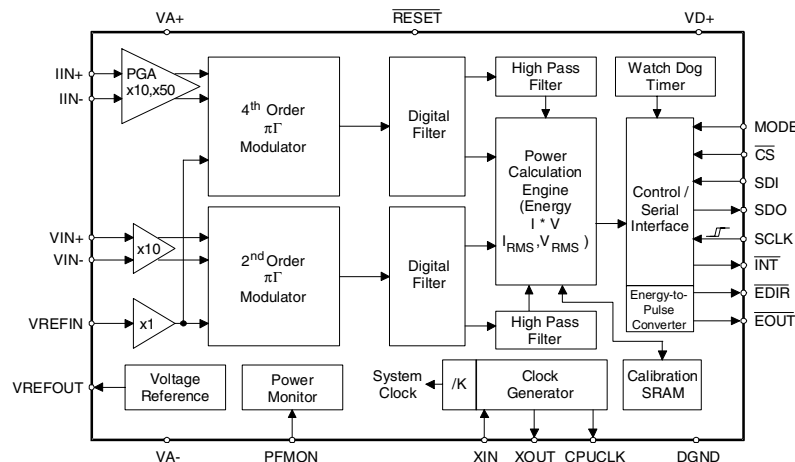 VA+
RESET
VD+
IIN+
IIN-
PGA
x10,x50
4th Order
πΓ
Modulator
Digital
Filter
High Pass
Filter
Watch Dog
Timer
Power
Calculation
Engine
(Energy
I * V
IRMS,VRMS )
Control /
Serial
Interface
MODE
CS
SDI
SDO
SCLK
INT
EDIR
EOUT
VIN+
VIN-
x10
2nd Order
πΓ
Modulator
Digital
Filter
VREFIN
x1
High Pass
Filter
Energy-to-
Pulse
Converter
VREFOUT
Voltage
Reference
Power
Monitor
System
Clock
/K
Clock
Generator
Calibration
SRAM
VA-
PFMON
XIN
XOUT
CPUCLK
DGND